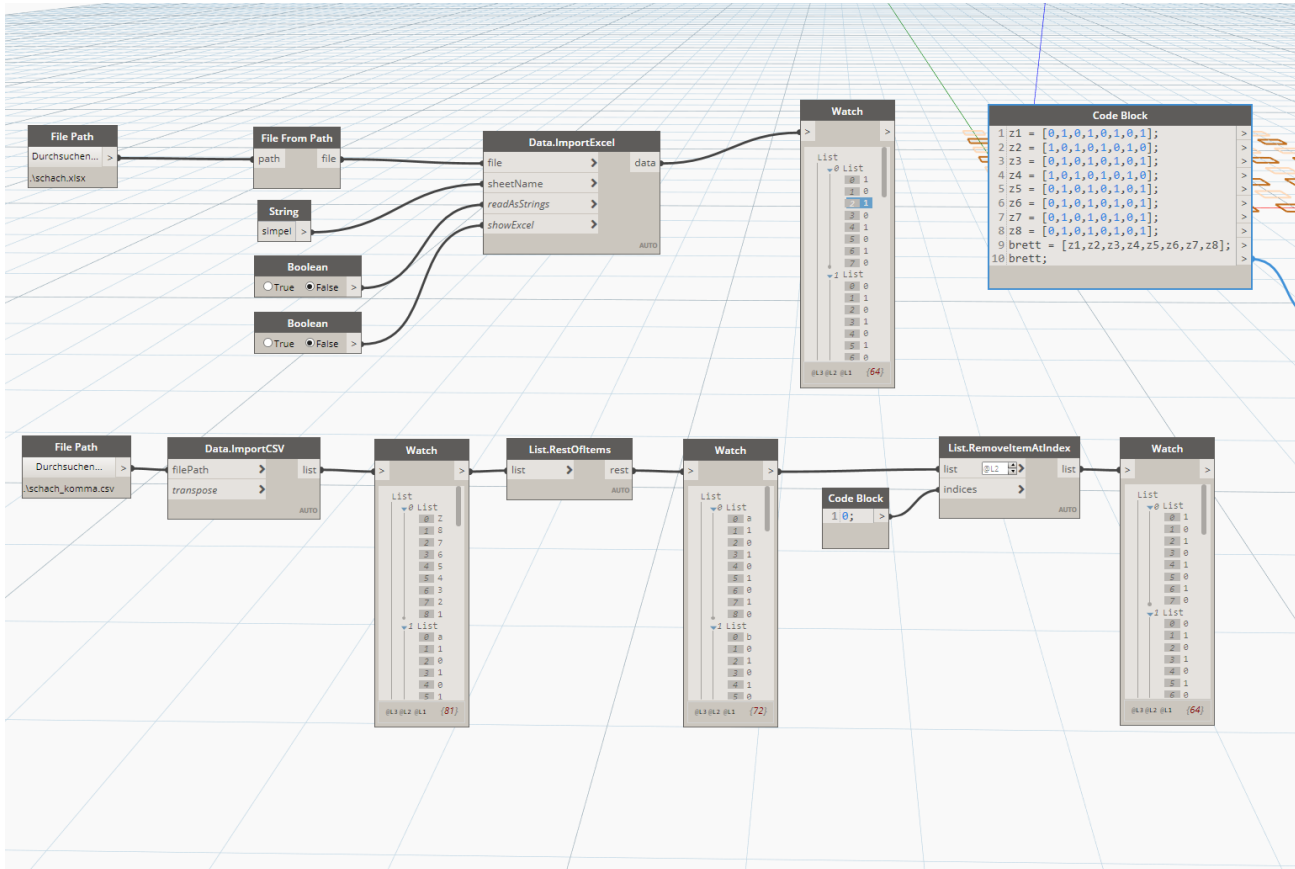 File Path
Durchsuchen... >
.\schach.xlsx
File From Path
path file
String
simpel >
Boolean
True False >
Boolean
True False >
Data.ImportExcel
file > data
sheetName >
readAsStrings >
showExcel >
AUTO
Watch
> >
List
0 List
0 1
1 0
2 1
3 0
4 1
5 0
6 1
7 0
1 List
0 0
1 1
2 0
3 1
4 0
5 1
6 0
@L3 @L2 @L1 {64}
Code Block
1 z1 = [0,1,0,1,0,1,0,1]; >
2 z2 = [1,0,1,0,1,0,1,0]; >
3 z3 = [0,1,0,1,0,1,0,1]; >
4 z4 = [1,0,1,0,1,0,1,0]; >
5 z5 = [0,1,0,1,0,1,0,1]; >
6 z6 = [0,1,0,1,0,1,0,1]; >
7 z7 = [0,1,0,1,0,1,0,1]; >
8 z8 = [0,1,0,1,0,1,0,1]; >
9 brett = [z1,z2,z3,z4,z5,z6,z7,z8]; >
10 brett; >
File Path
Durchsuchen... >
.\schach_komma.csv
Data.ImportCSV
filePath > list
transpose >
AUTO
Watch
> >
List
0 List
0 Z
1 8
2 7
3 6
4 5
5 4
6 3
7 2
8 1
1 List
0 a
1 1
2 0
3 1
4 0
5 1
@L3 @L2 @L1 {81}
List.RestOfItems
list > rest
AUTO
Watch
> >
List
0 List
0 a
1 1
2 0
3 1
4 0
5 1
6 0
7 1
8 0
1 List
0 b
1 0
2 1
3 0
4 1
5 0
@L3 @L2 @L1 {72}
Code Block
1 0; >
List.RemoveItemAtIndex
list @L2 > list
indices >
AUTO
Watch
> >
List
0 List
0 1
1 0
2 1
3 0
4 1
5 0
6 1
7 0
1 List
0 0
1 1
2 0
3 1
4 0
5 1
6 0
@L3 @L2 @L1 {64}